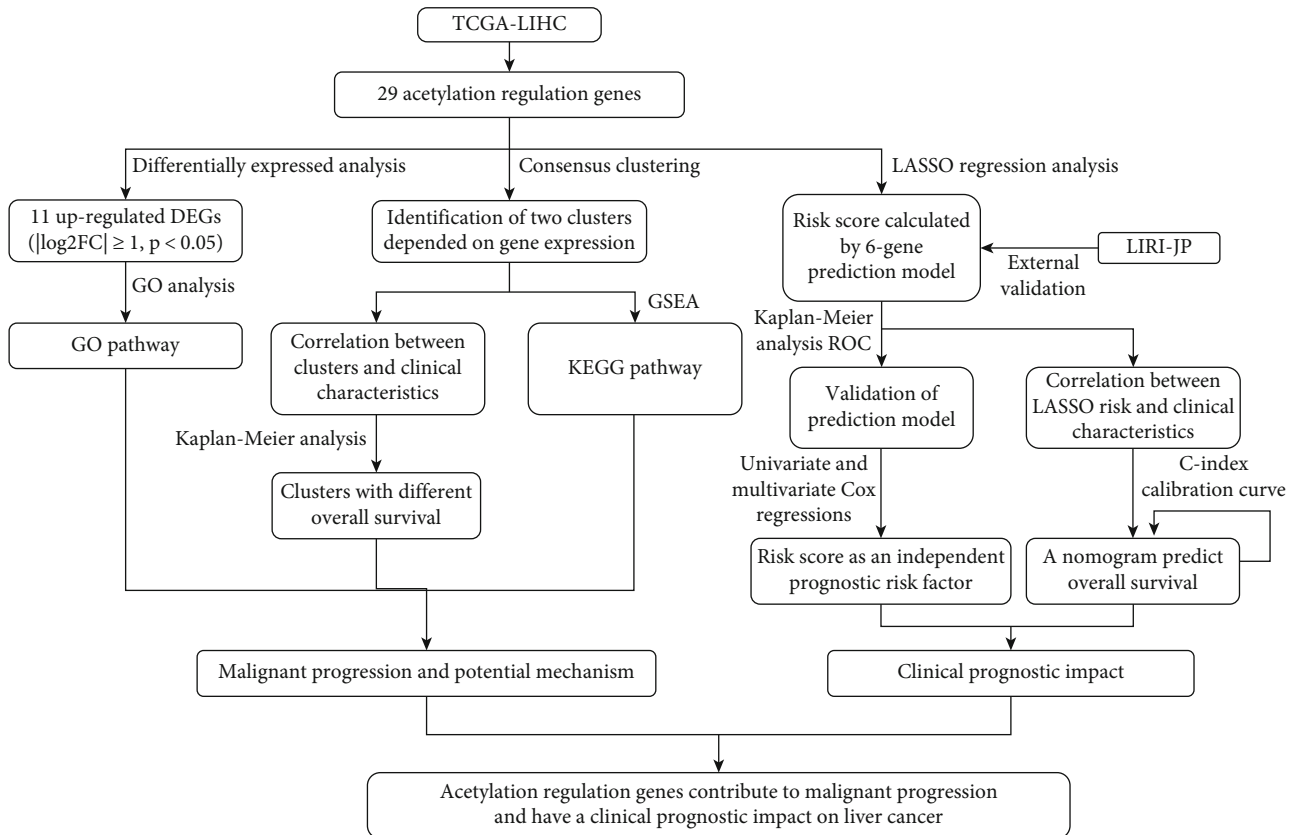 TCGA-LIHC
29 acetylation regulation genes
Differentially expressed analysis
Consensus clustering
LASSO regression analysis
11 up-regulated DEGs
(|log2FC| ≥ 1, p < 0.05)
Identification of two clusters
depended on gene expression
Risk score calculated
by 6-gene
prediction model
LIRI-JP
External
validation
GO analysis
GSEA
Kaplan-Meier
analysis ROC
GO pathway
Correlation between
clusters and clinical
characteristics
KEGG pathway
Validation of
prediction model
Correlation between
LASSO risk and clinical
characteristics
Kaplan-Meier analysis
Univariate and
multivariate Cox
regressions
C-index
calibration curve
Clusters with different
overall survival
Risk score as an independent
prognostic risk factor
A nomogram predict
overall survival
Malignant progression and potential mechanism
Clinical prognostic impact
Acetylation regulation genes contribute to malignant progression
and have a clinical prognostic impact on liver cancer